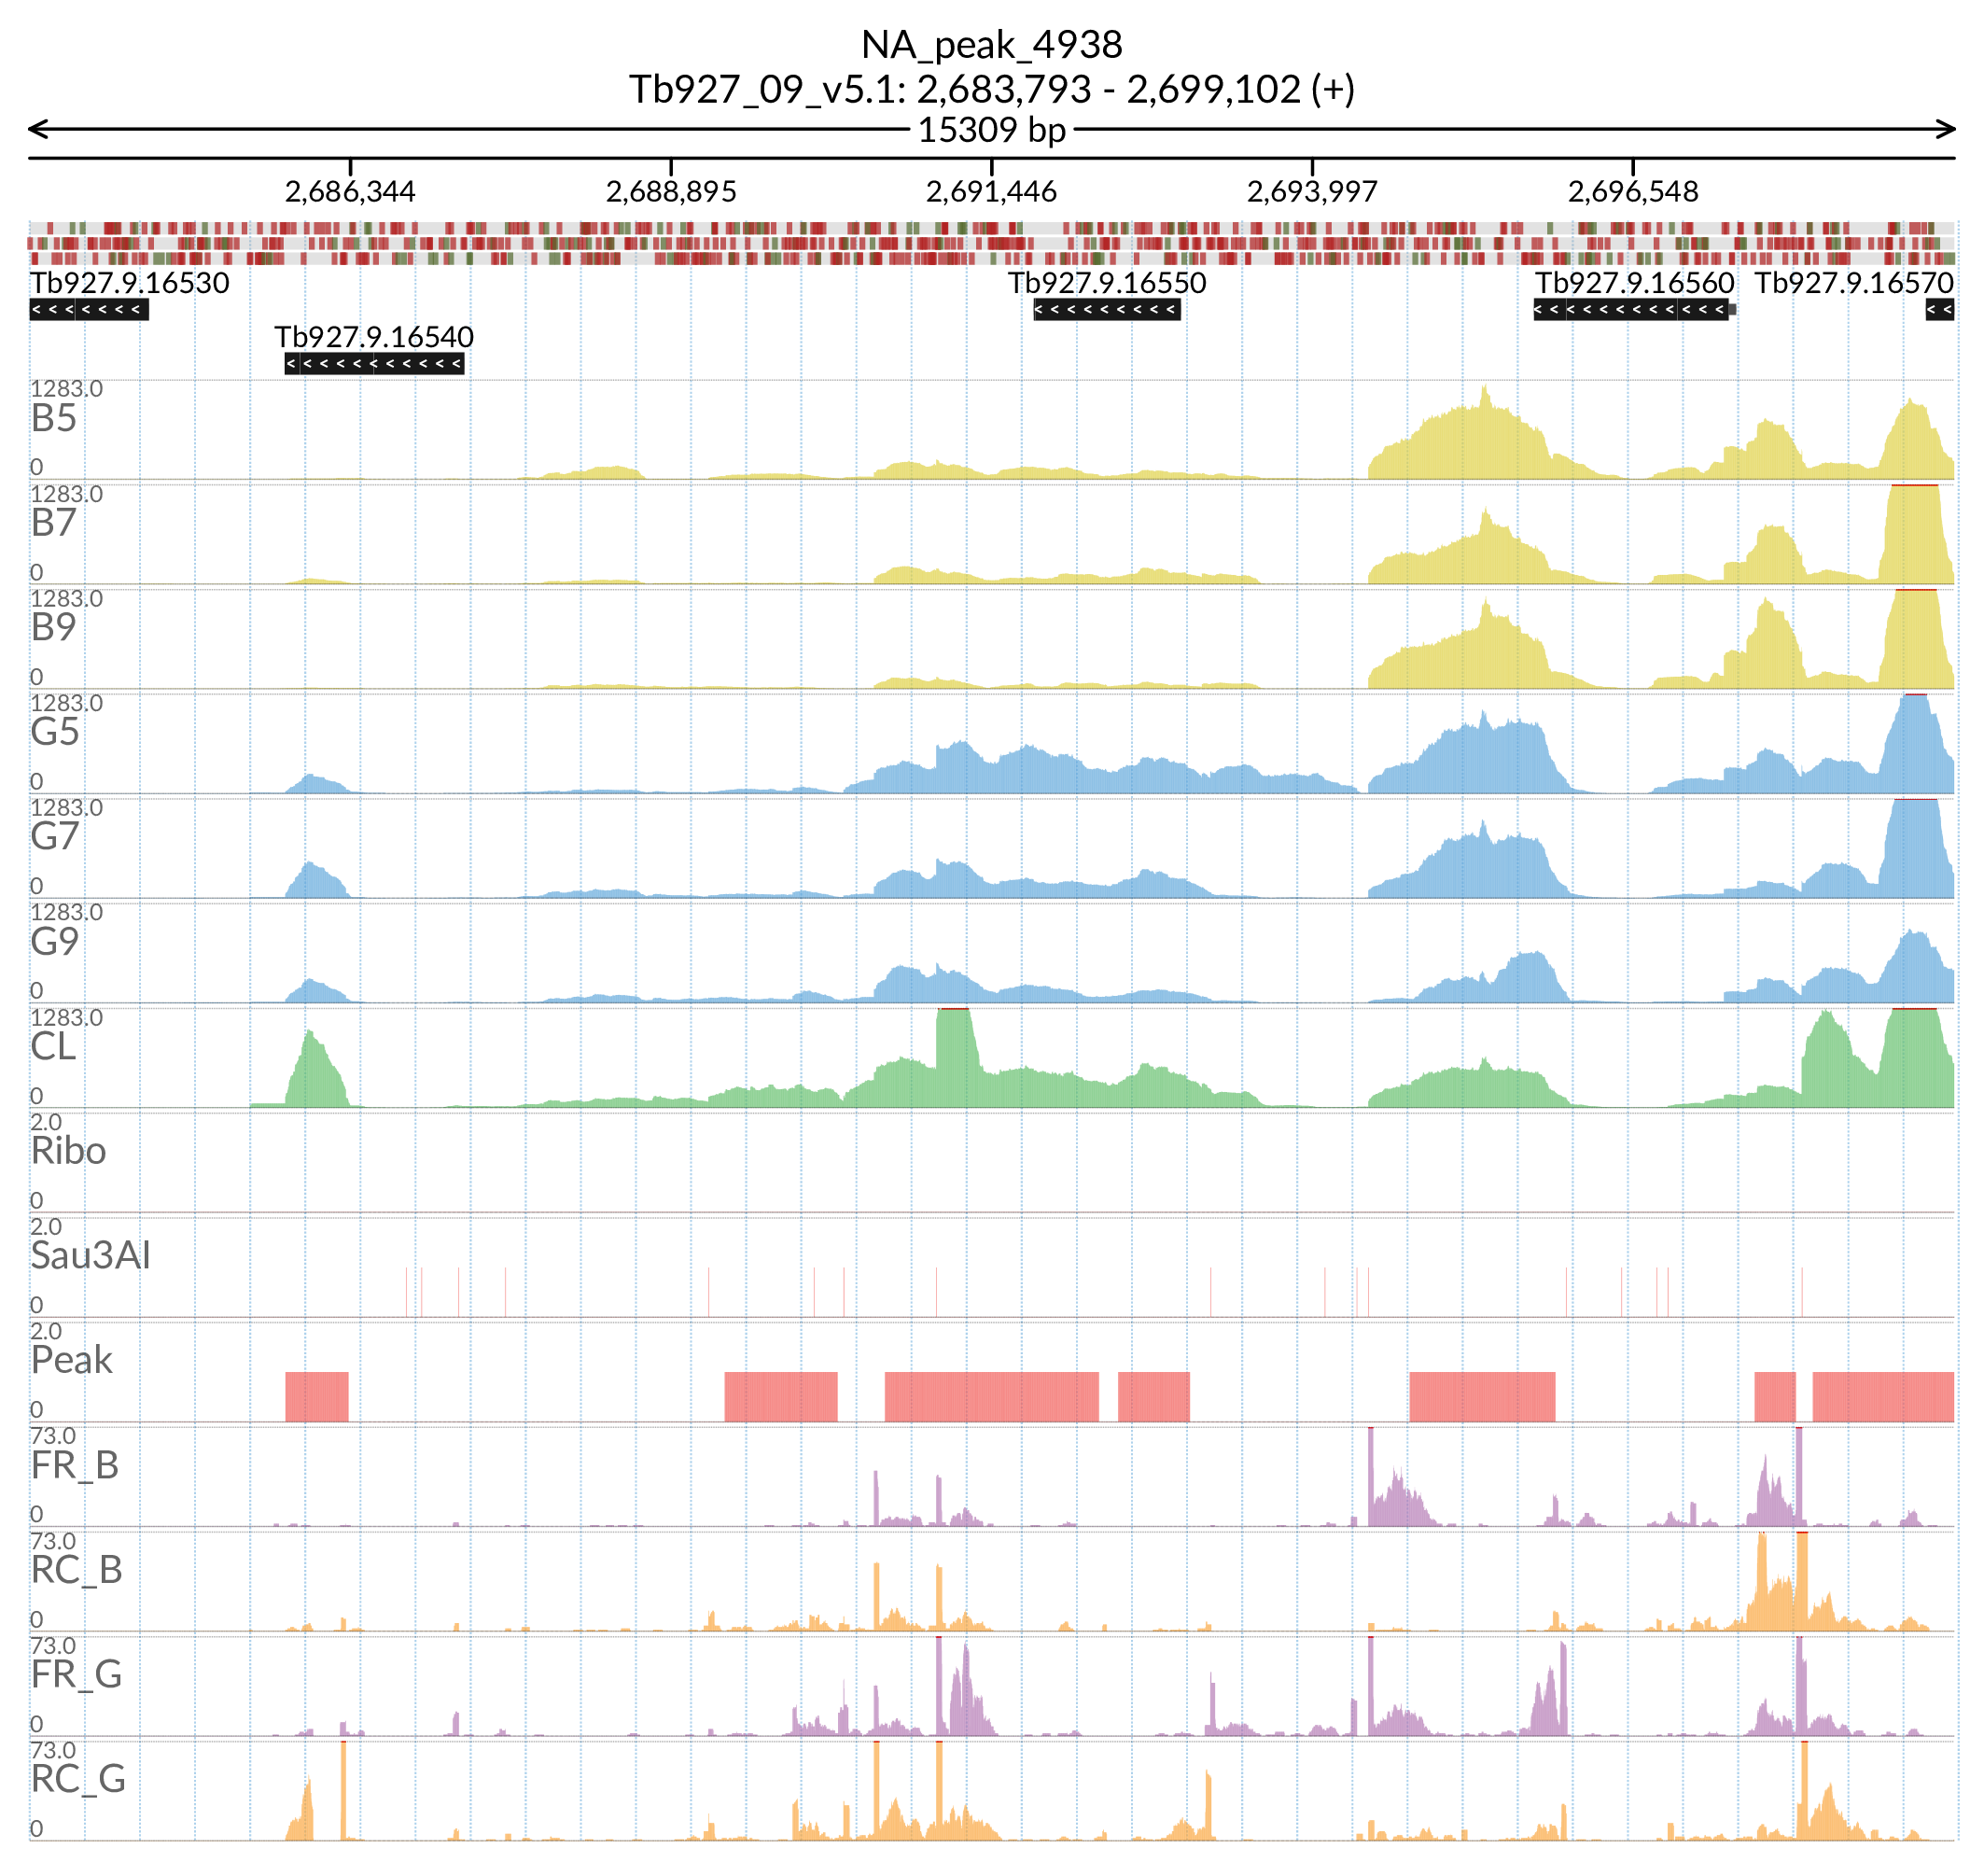 NA_peak_4938
Tb927_09_v5.1: 2,683,793 - 2,699,102 (+)
15309 bp
2,686,344 2,688,895 2,691,446 2,693,997 2,696,548
Tb927.9.16530 Tb927.9.16550 Tb927.9.16560 Tb927.9.16570
Tb927.9.16540
1283.0
B5
0
1283.0
B7
0
1283.0
B9
0
1283.0
G5
0
1283.0
G7
0
1283.0
G9
0
1283.0
CL
0
2.0
Ribo
0
2.0
Sau3AI
0
2.0
Peak
0
73.0
FR_B
0
73.0
RC_B
0
73.0
FR_G
0
73.0
RC_G
0